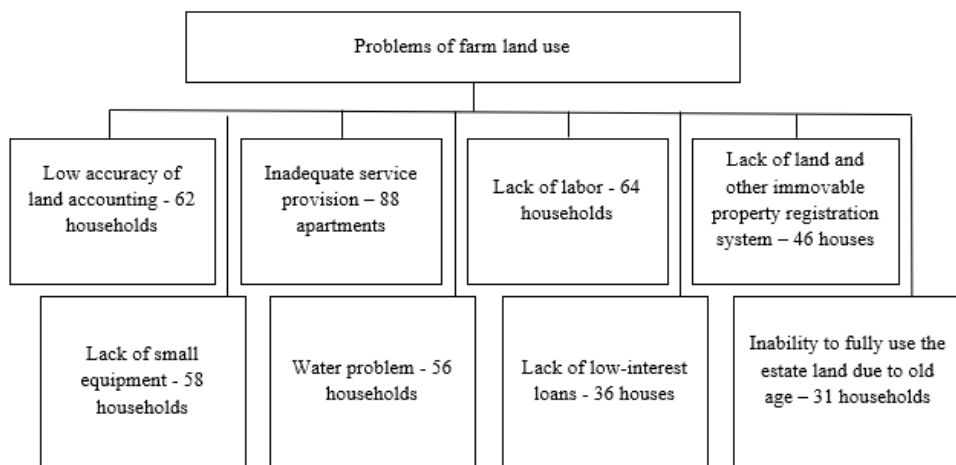 Problems of farm land use
Low accuracy of
land accounting - 62
households
Inadequate service
provision – 88
apartments
Lack of labor - 64
households
Lack of land and
other immovable
property registration
system – 46 houses
Lack of small
equipment - 58
households
Water problem - 56
households
Lack of low-interest
loans - 36 houses
Inability to fully use the
estate land due to old
age – 31 households